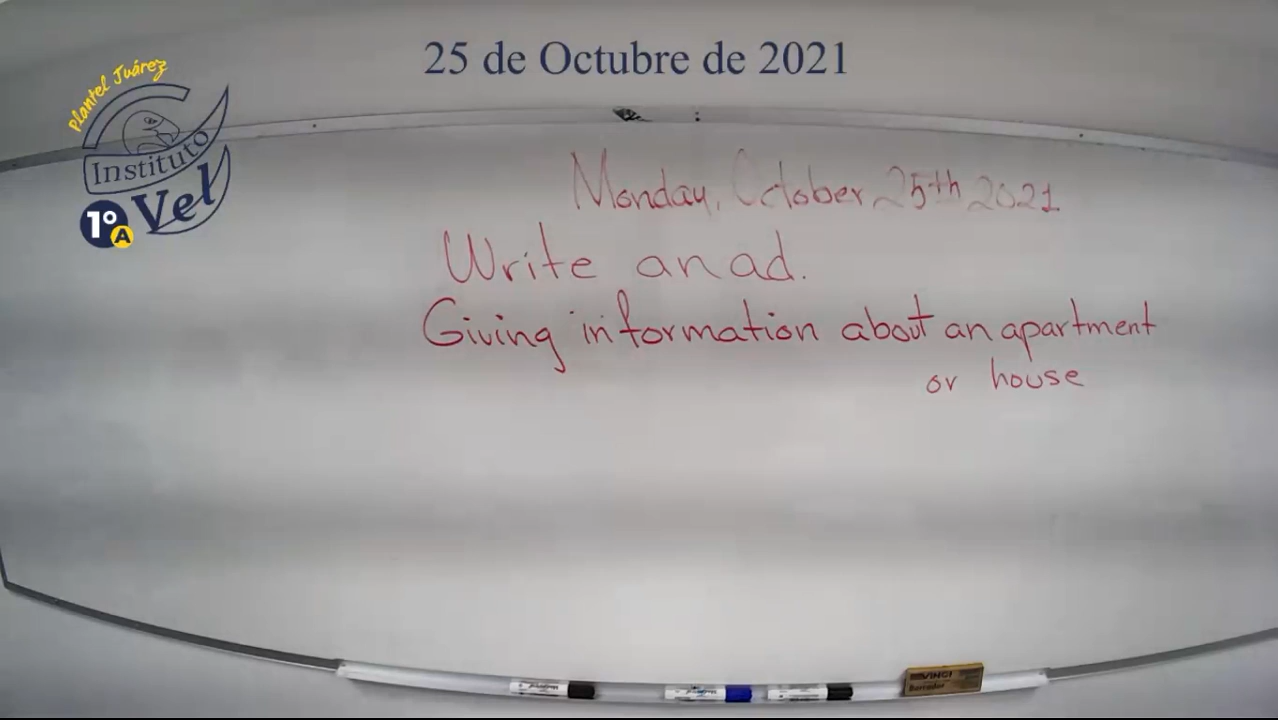 25 de Octubre de 2021
Plantel Juárez
Instituto
Vel
1° A
Monday, October 25th 2021
Write an ad.
Giving information about an apartment
or house
VINCI
Borrador